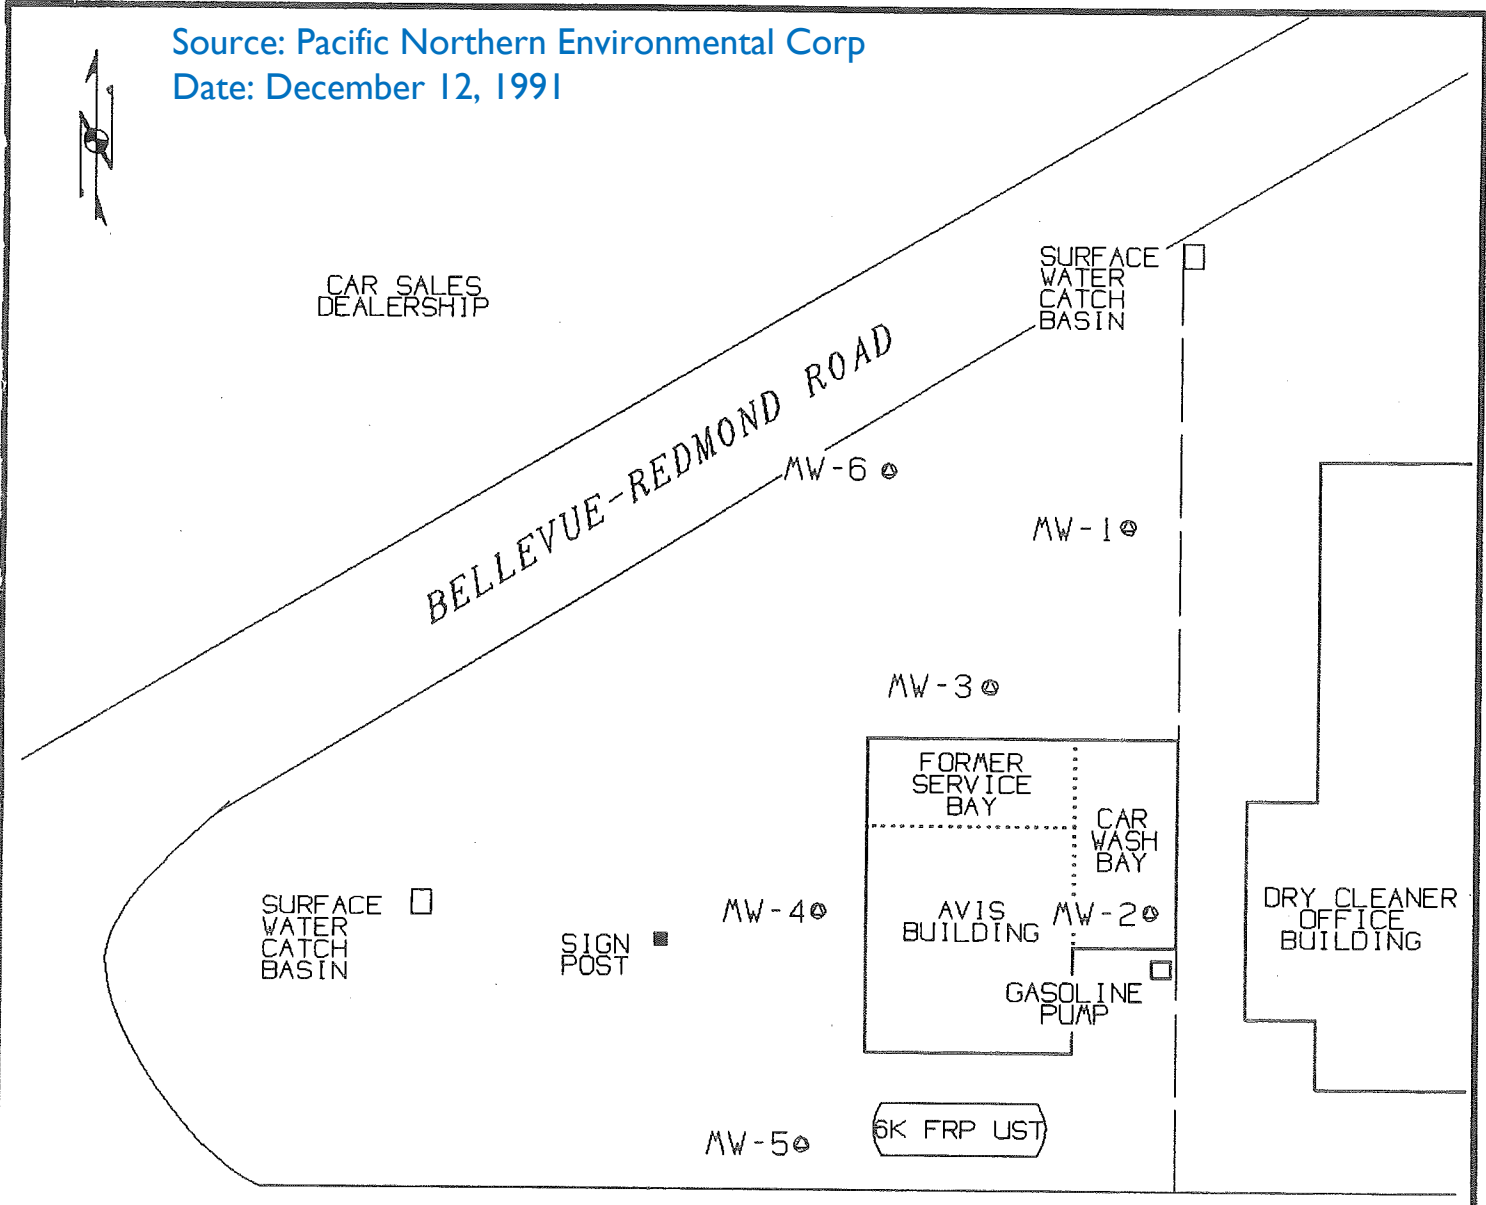 Source: Pacific Northern Environmental Corp
Date: December 12, 1991
N
CAR SALES
DEALERSHIP
SURFACE
WATER
CATCH
BASIN
BELLEVUE-REDMOND ROAD
MW-6
MW-1
MW-3
FORMER
SERVICE
BAY
CAR
WASH
BAY
SURFACE
WATER
CATCH
BASIN
SIGN
POST
MW-4
AVIS
BUILDING
MW-2
DRY CLEANER
OFFICE
BUILDING
GASOLINE
PUMP
MW-5
6K FRP UST